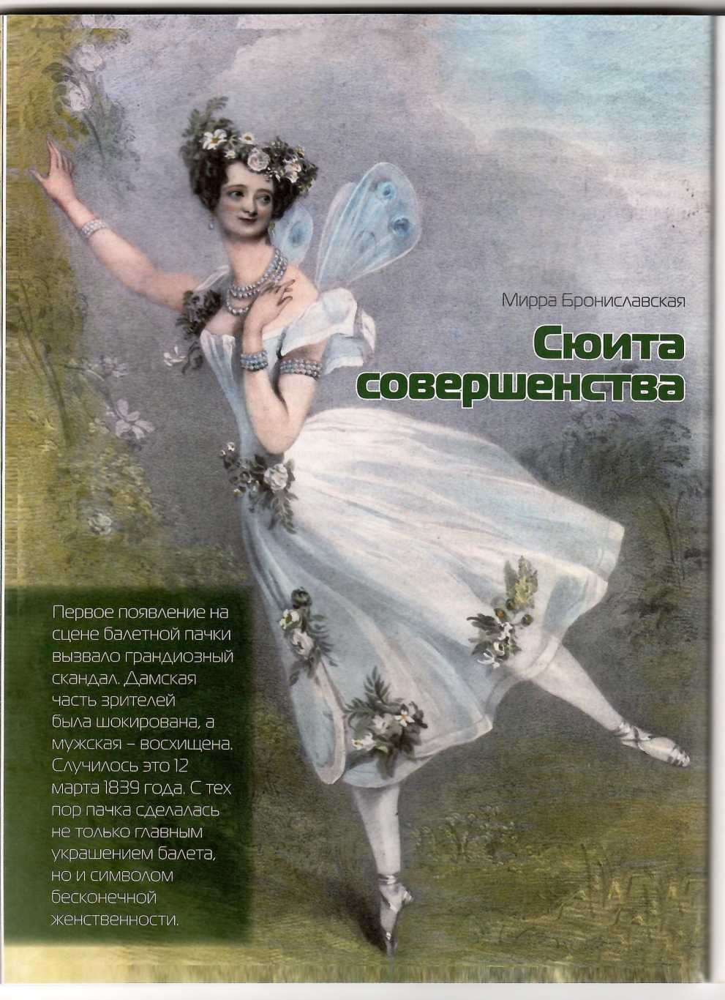 Мирра Брониславская
Сюита
совершенства
Первое появление на
сцене балетной пачки
вызвало грандиозный
скандал. Дамская
часть зрителей
была шокирована, а
мужская – восхищена.
Случилось это 12
марта 1839 года. С тех
пор пачка сделалась
не только главным
украшением балета,
но и символом
бесконечной
женственности.